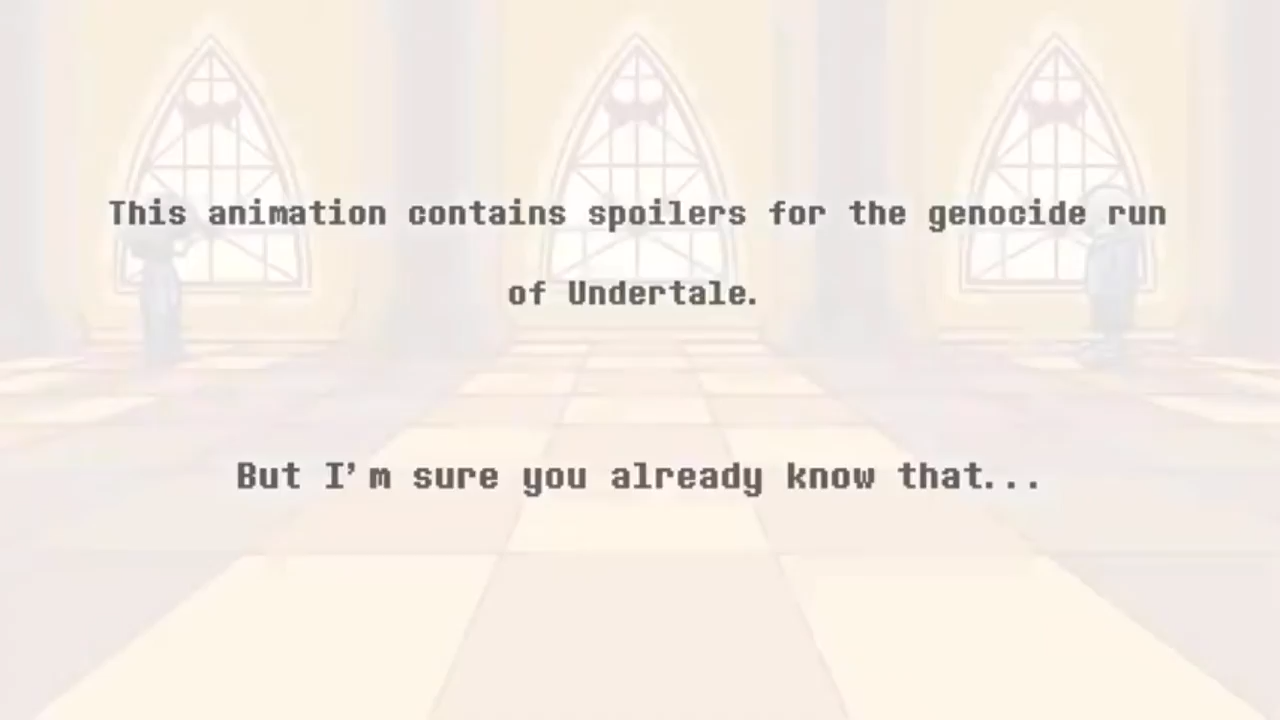 This animation contains spoilers for the genocide run
of Undertale.
But I'm sure you already know that...